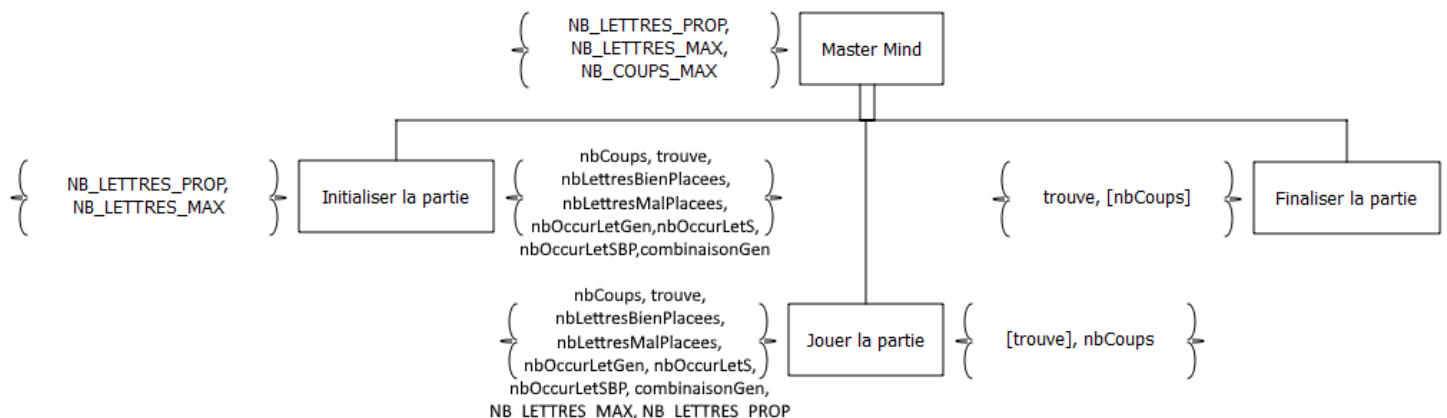 NB_LETTRES_PROP,
NB_LETTRES_MAX,
NB_COUPS_MAX
Master Mind
NB_LETTRES_PROP,
NB_LETTRES_MAX
Initialiser la partie
nbCoups, trouve,
nbLettresBienPlacees,
nbLettresMalPlacees,
nbOccurLetGen,nbOccurLetS,
nbOccurLetSBP,combinaisonGen
trouve, [nbCoups]
Finaliser la partie
nbCoups, trouve,
nbLettresBienPlacees,
nbLettresMalPlacees,
nbOccurLetGen, nbOccurLetS,
nbOccurLetSBP, combinaisonGen,
NB_LETTRES_MAX, NB_LETTRES_PROP
Jouer la partie
[trouve], nbCoups